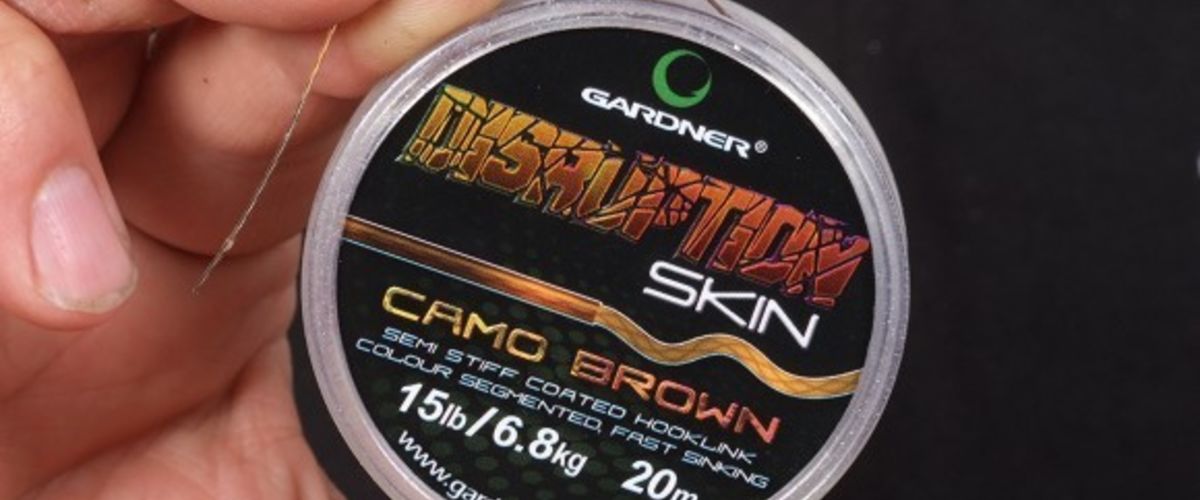 GARDNER®
DISRUPTION
SKIN
CAMO BROWN
SEMI STIFF COATED HOOKLINK
COLOUR SEGMENTED, FAST SINKING
15lb/6.8kg 20m